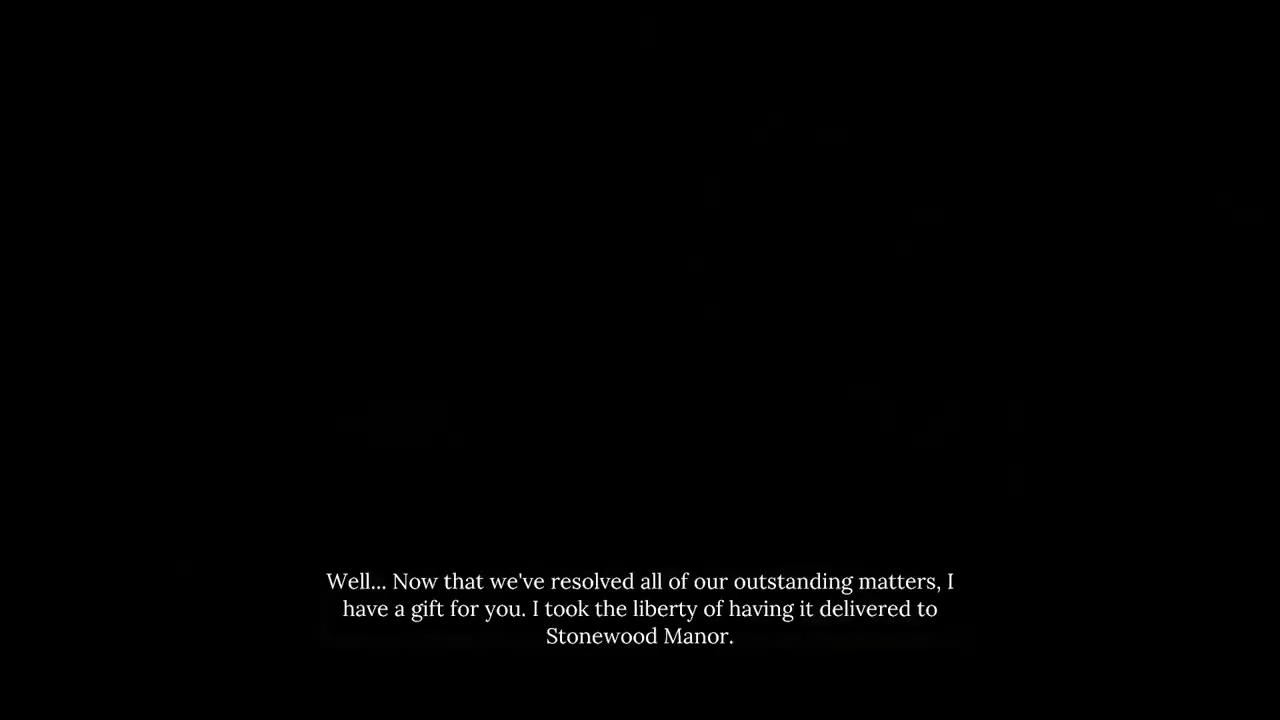 Well... Now that we've resolved all of our outstanding matters, I
have a gift for you. I took the liberty of having it delivered to
Stonewood Manor.